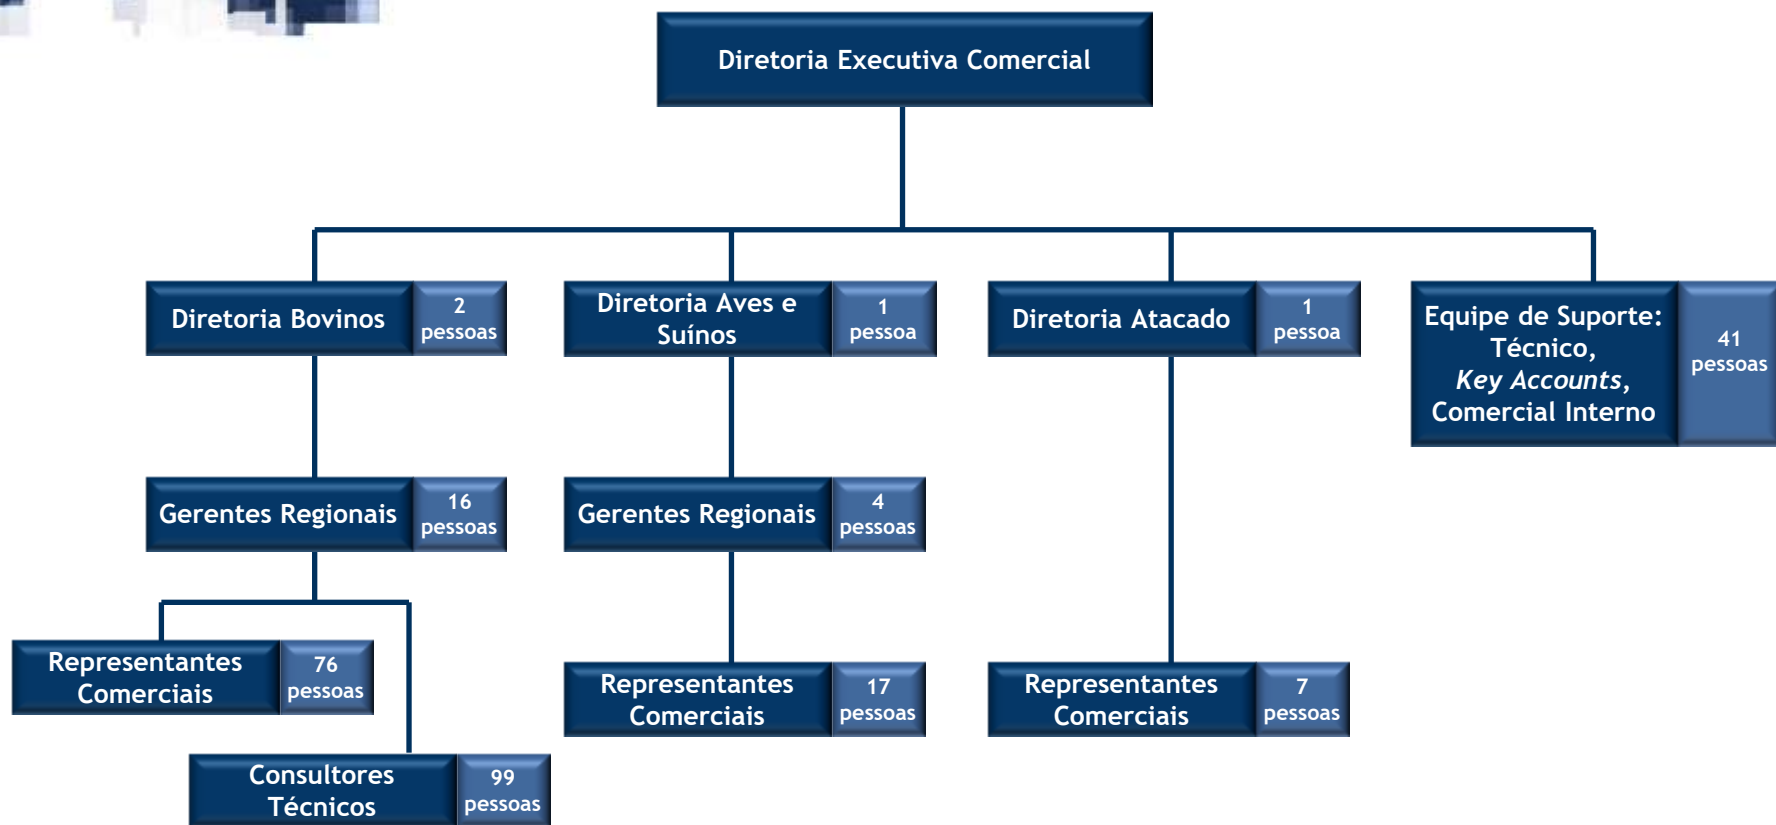 Diretoria Executiva Comercial
Diretoria Bovinos
2
pessoas
Diretoria Aves e
Suínos
1
pessoa
Diretoria Atacado
1
pessoa
Equipe de Suporte:
Técnico,
Key Accounts,
Comercial Interno
41
pessoas
Gerentes Regionais
16
pessoas
Gerentes Regionais
4
pessoas
Representantes
Comerciais
76
pessoas
Representantes
Comerciais
17
pessoas
Representantes
Comerciais
7
pessoas
Consultores
Técnicos
99
pessoas